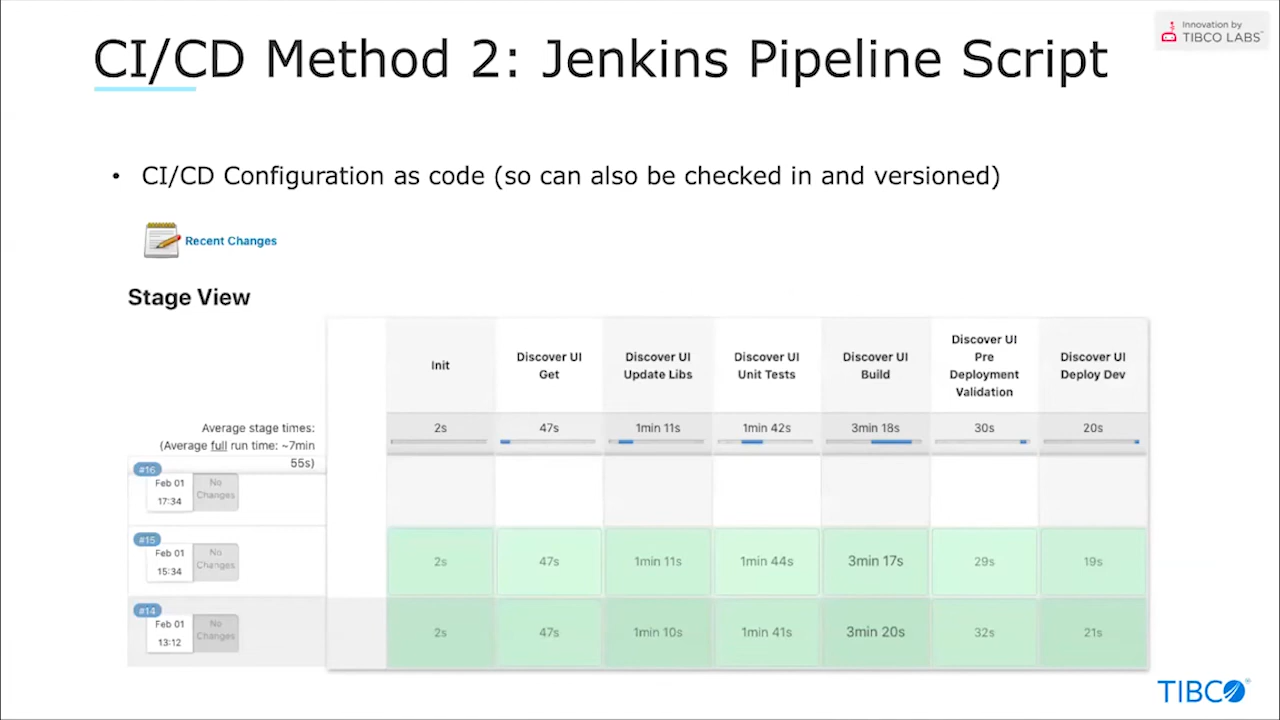 Innovation by
TIBCO LABS™
CI/CD Method 2: Jenkins Pipeline Script
• CI/CD Configuration as code (so can also be checked in and versioned)
Recent Changes
Stage View
Init
Discover UI
Get
Discover UI
Update Libs
Discover UI
Unit Tests
Discover UI
Build
Discover UI
Pre
Deployment
Validation
Discover UI
Deploy Dev
Average stage times:
(Average full run time: ~7min
55s)
2s
47s
1min 11s
1min 42s
3min 18s
30s
20s
#16
Feb 01
17:34
No
Changes
#15
Feb 01
15:34
No
Changes
2s
47s
1min 11s
1min 44s
3min 17s
29s
19s
#14
Feb 01
13:12
No
Changes
2s
47s
1min 10s
1min 41s
3min 20s
32s
21s
TIBCO®